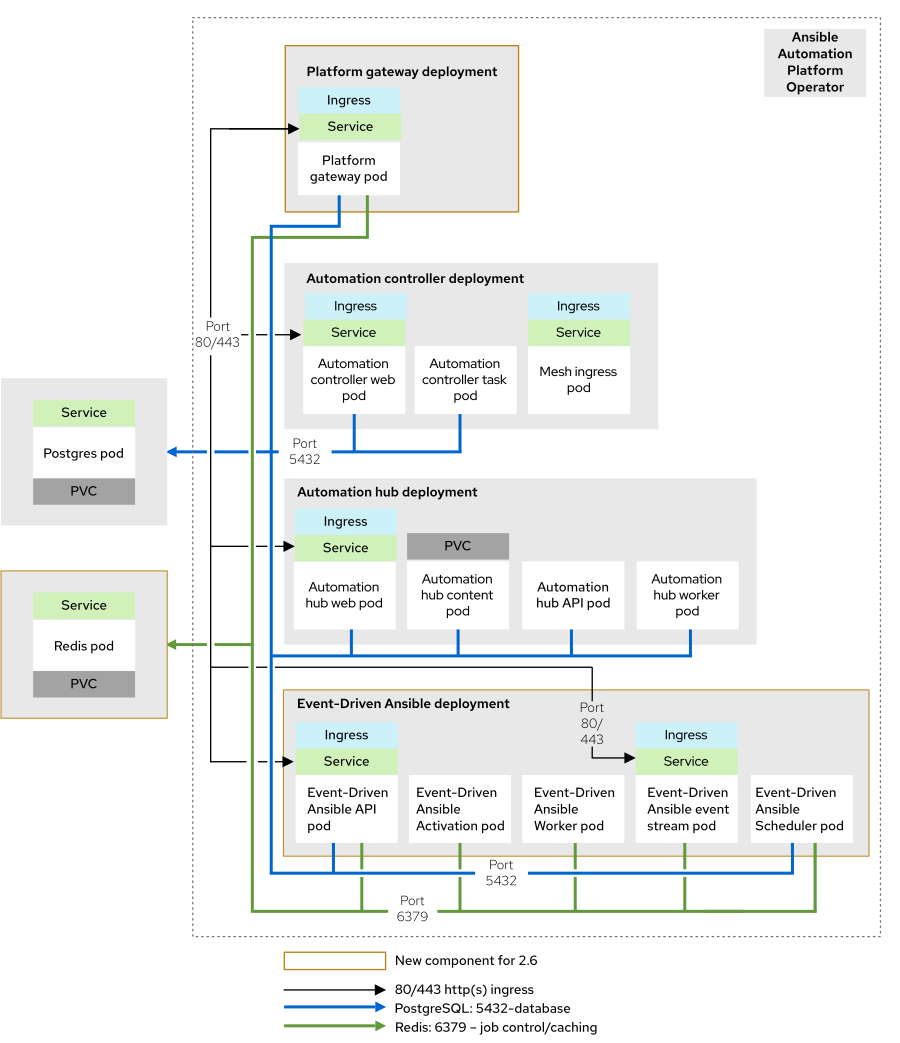 Ansible
Automation
Platform
Operator
Platform gateway deployment
Ingress
Service
Platform
gateway pod
Automation controller deployment
Ingress
Service
Automation
controller web
pod
Automation
controller task
pod
Ingress
Service
Mesh ingress
pod
Port
80/443
Service
Postgres pod
PVC
Port
5432
Automation hub deployment
Ingress
Service
Automation
hub web pod
PVC
Automation
hub content
pod
Automation
hub API pod
Automation
hub worker
pod
Service
Redis pod
PVC
Event-Driven Ansible deployment
Port
80/
443
Ingress
Service
Event-Driven
Ansible API
pod
Event-Driven
Ansible
Activation pod
Event-Driven
Ansible
Worker pod
Ingress
Service
Event-Driven
Ansible event
stream pod
Event-Driven
Ansible
Scheduler pod
Port
5432
Port
6379
New component for 2.6
80/443 http(s) ingress
PostgreSQL: 5432-database
Redis: 6379 – job control/caching